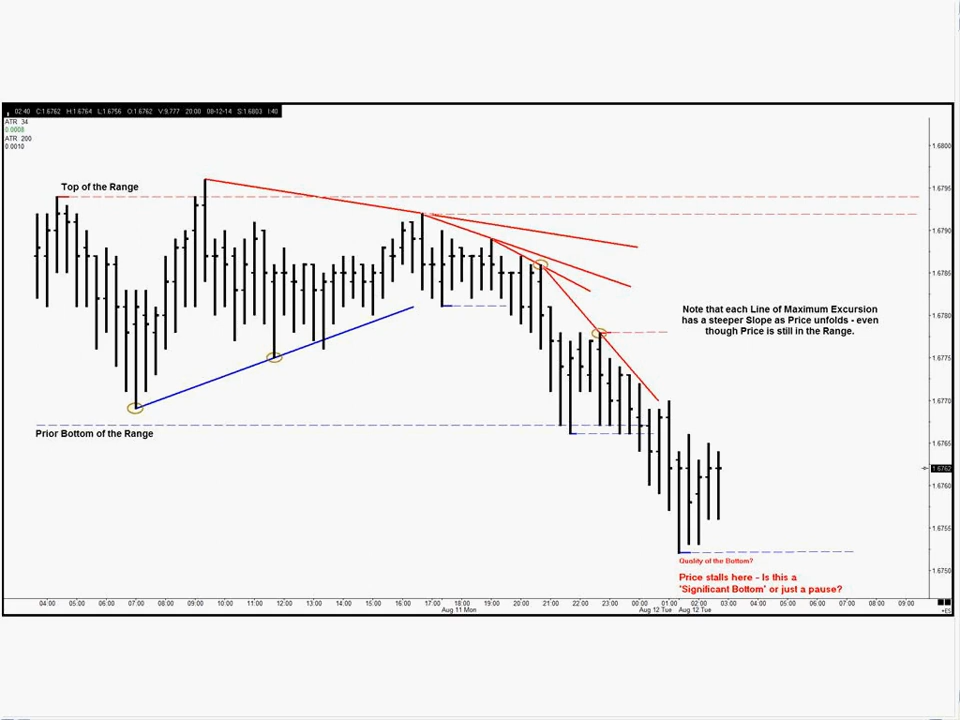 02:40 C:1.6762 H:1.6764 L:1.6756 O:1.6762 V:9,777 20:00 08-12-14 S:1.6803 I:40
ATR 34
0.0008
ATR 200
0.0010
1.6800
Top of the Range
1.6795
1.6790
1.6785
Note that each Line of Maximum Excursion
has a steeper Slope as Price unfolds - even
though Price is still in the Range.
1.6780
1.6775
1.6770
Prior Bottom of the Range
1.6765
1.6762
1.6760
1.6755
Quality of the Bottom?
1.6750
Price stalls here - Is this a
'Significant Bottom' or just a pause?
04:00 05:00 07:00 08:00 09:00 10:00 11:00 12:00 13:00 14:00 15:00 16:00 17:00 18:00 19:00 20:00 21:00 22:00 23:00 00:00 01:00 02:00 03:00 04:00 05:00 06:00 07:00 08:00 09:00
Aug 11 Mon Aug 12 Tue Aug 12 Tue